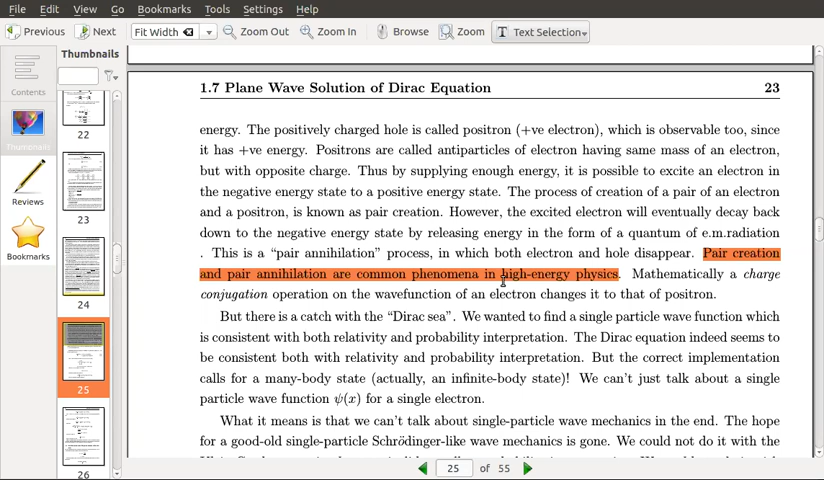 File Edit View Go Bookmarks Tools Settings Help
Previous Next Fit Width Zoom Out Zoom In Browse Zoom Text Selection
Thumbnails
Contents
Thumbnails
Reviews
Bookmarks
22
23
24
25
26
1.7 Plane Wave Solution of Dirac Equation 23
energy. The positively charged hole is called positron (+ve electron), which is observable too, since
it has +ve energy. Positrons are called antiparticles of electron having same mass of an electron,
but with opposite charge. Thus by supplying enough energy, it is possible to excite an electron in
the negative energy state to a positive energy state. The process of creation of a pair of an electron
and a positron, is known as pair creation. However, the excited electron will eventually decay back
down to the negative energy state by releasing energy in the form of a quantum of e.m.radiation
. This is a “pair annihilation” process, in which both electron and hole disappear. Pair creation
and pair annihilation are common phenomena in high-energy physics. Mathematically a charge
conjugation operation on the wavefunction of an electron changes it to that of positron.
But there is a catch with the “Dirac sea”. We wanted to find a single particle wave function which
is consistent with both relativity and probability interpretation. The Dirac equation indeed seems to
be consistent both with relativity and probability interpretation. But the correct implementation
calls for a many-body state (actually, an infinite-body state)! We can't just talk about a single
particle wave function ψ(x) for a single electron.
What it means is that we can't talk about single-particle wave mechanics in the end. The hope
for a good-old single-particle Schrödinger-like wave mechanics is gone. We could not do it with the
25 of 55